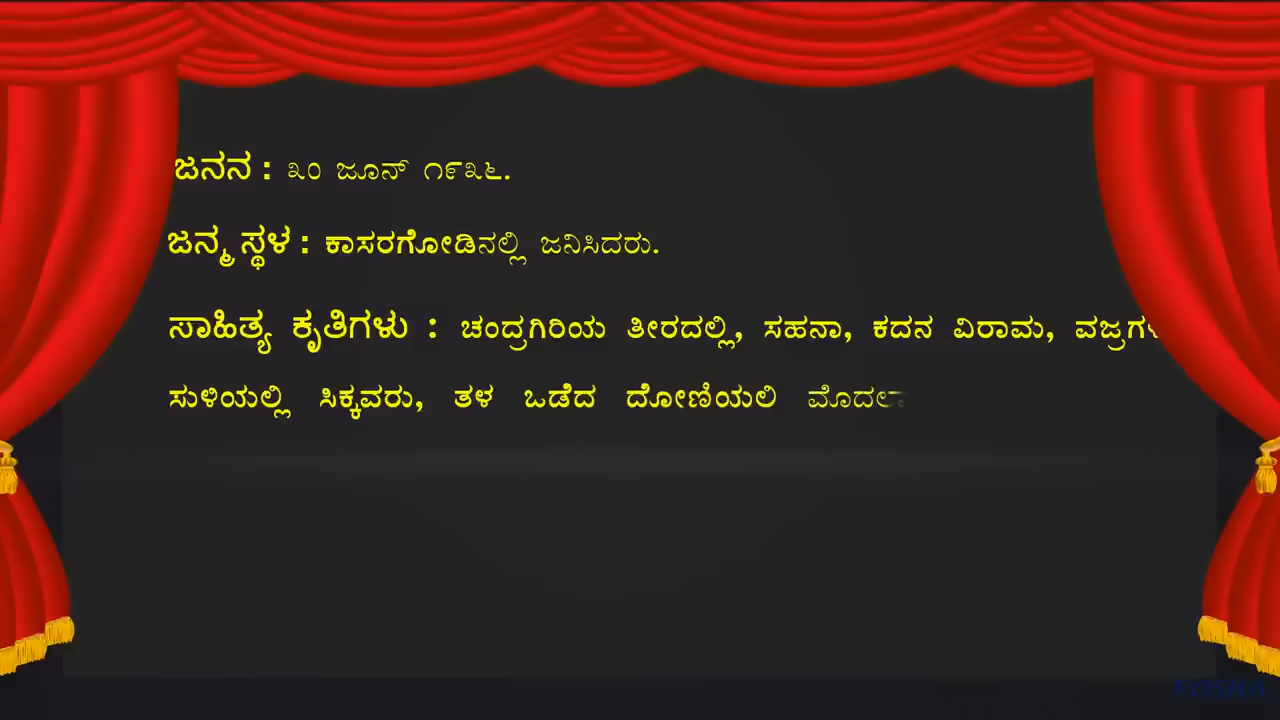 ಜನನ : ೩೦ ಜೂನ್ ೧೯೩೬.
ಜನ್ಮ ಸ್ಥಳ : ಕಾಸರಗೋಡಿನಲ್ಲಿ ಜನಿಸಿದರು.
ಸಾಹಿತ್ಯ ಕೃತಿಗಳು : ಚಂದ್ರಗಿರಿಯ ತೀರದಲ್ಲಿ, ಸಹನಾ, ಕದನ ವಿರಾಮ,
ಸುಳಿಯಲ್ಲಿ ಸಿಕ್ಕವರು, ತಳ ಒಡೆದ ದೋಣಿಯಲಿ